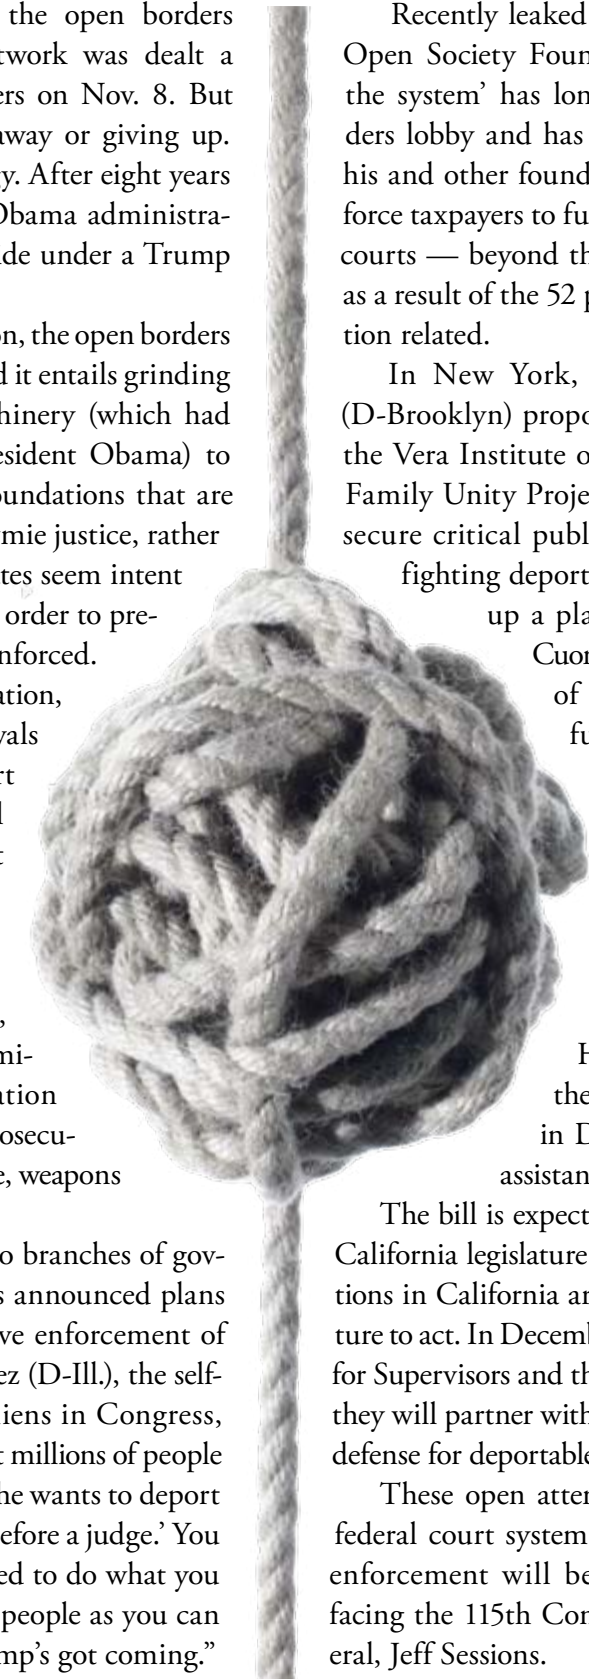 the open borders
twork was dealt a
ers on Nov. 8. But
away or giving up.
y. After eight years
Obama administra-
de under a Trump
n, the open borders
d it entails grinding
hinery (which had
esident Obama) to
oundations that are
rmie justice, rather
tes seem intent
order to pre-
nforced.
ation,
vals
rt
l
t
,
mi-
ation
osecu-
e, weapons
o branches of gov-
s announced plans
ve enforcement of
ez (D-Ill.), the self-
liens in Congress,
t millions of people
he wants to deport
efore a judge.’ You
ed to do what you
people as you can
mp’s got coming.”
Recently leaked
Open Society Foun
the system’ has lon
ders lobby and has
his and other found
force taxpayers to fu
courts — beyond th
as a result of the 52 p
tion related.
In New York,
(D-Brooklyn) propo
the Vera Institute o
Family Unity Proje
secure critical publ
fighting deport
up a pla
Cuor
of
fu
H
the
in D
assistan
The bill is expect
California legislature
tions in California ar
ture to act. In Decemb
for Supervisors and th
they will partner with
defense for deportable
These open atten
federal court system
enforcement will be
facing the 115th Con
eral, Jeff Sessions.